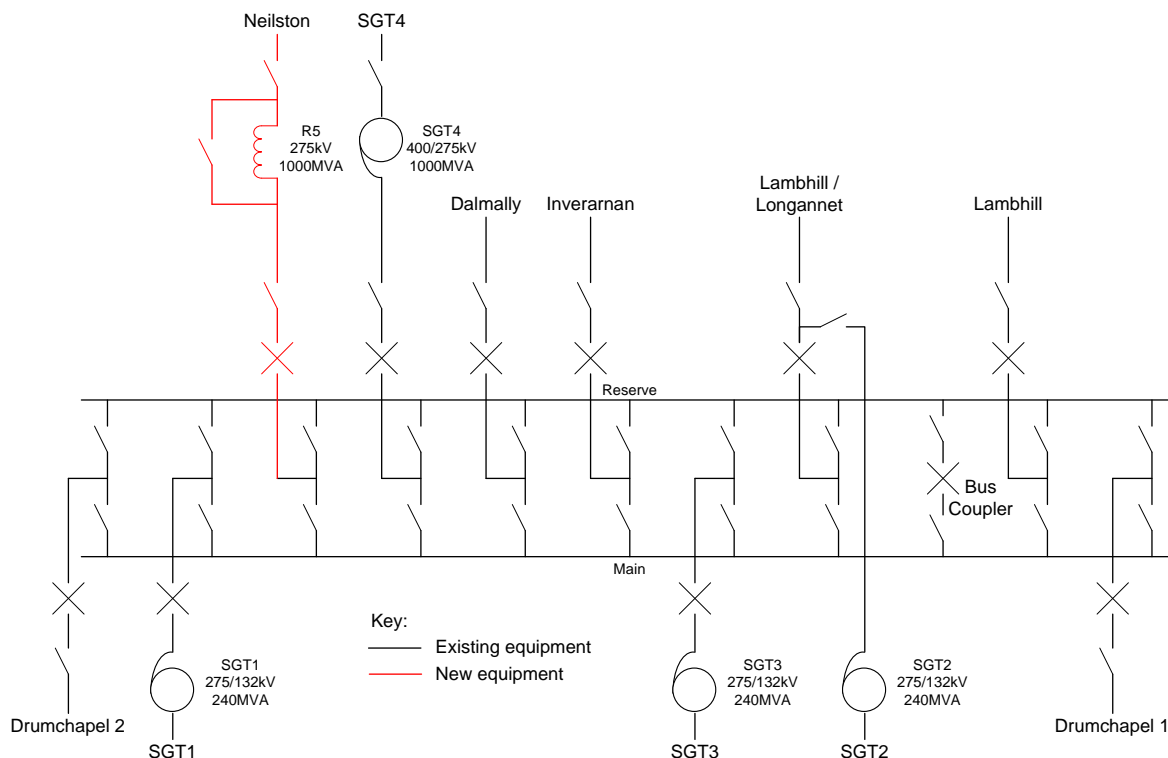 Neilston
SGT4
R5
275kV
1000MVA
SGT4
400/275kV
1000MVA
Dalmally
Inverarnan
Lambhill /
Longannet
Lambhill
Reserve
Bus
Coupler
Main
Key:
Existing equipment
New equipment
SGT1
275/132kV
240MVA
SGT3
275/132kV
240MVA
SGT2
275/132kV
240MVA
Drumchapel 2
SGT1
SGT3
SGT2
Drumchapel 1